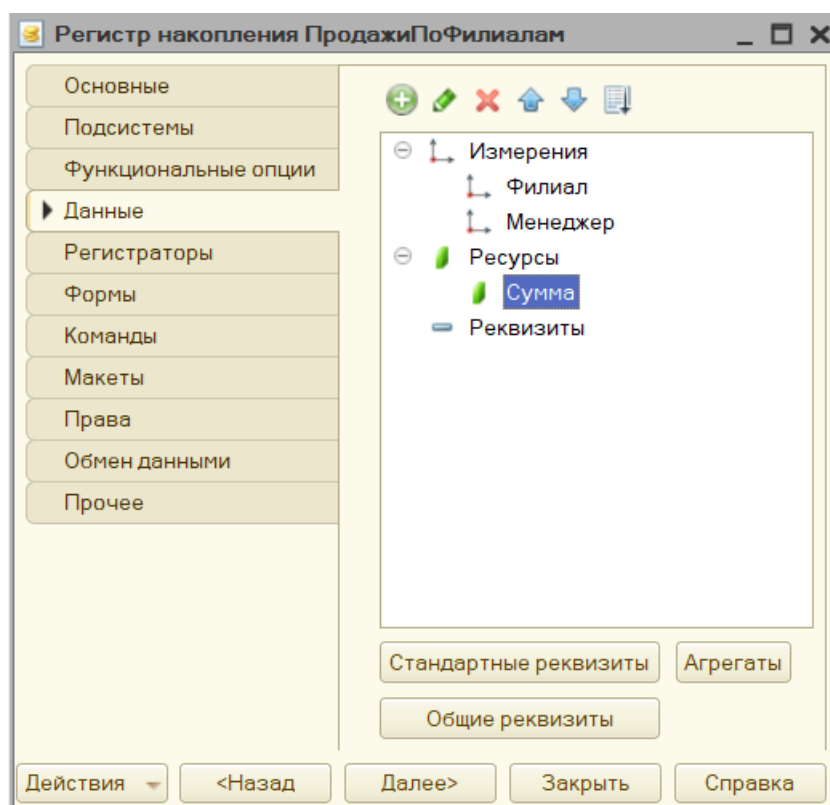 Регистр накопления ПродажиПоФилиалам
Основные
Подсистемы
Функциональные опции
Данные
Регистраторы
Формы
Команды
Макеты
Права
Обмен данными
Прочее
Измерения
Филиал
Менеджер
Ресурсы
Сумма
Реквизиты
Стандартные реквизиты Агрегаты
Общие реквизиты
Действия <Назад Далее> Закрыть Справка